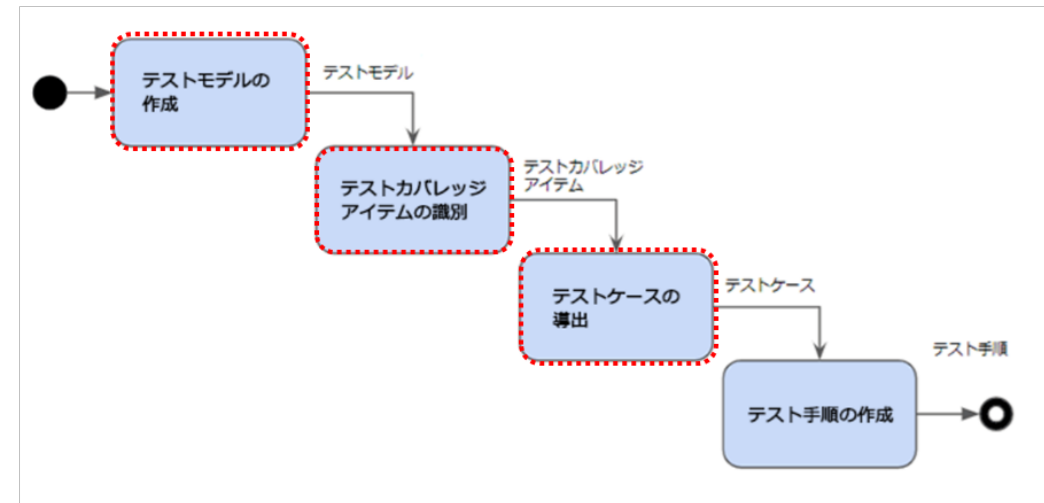 テストモデルの
作成
テストモデル
テストカバレッジ
アイテムの識別
テストカバレッジ
アイテム
テストケースの
導出
テストケース
テスト手順の作成
テスト手順